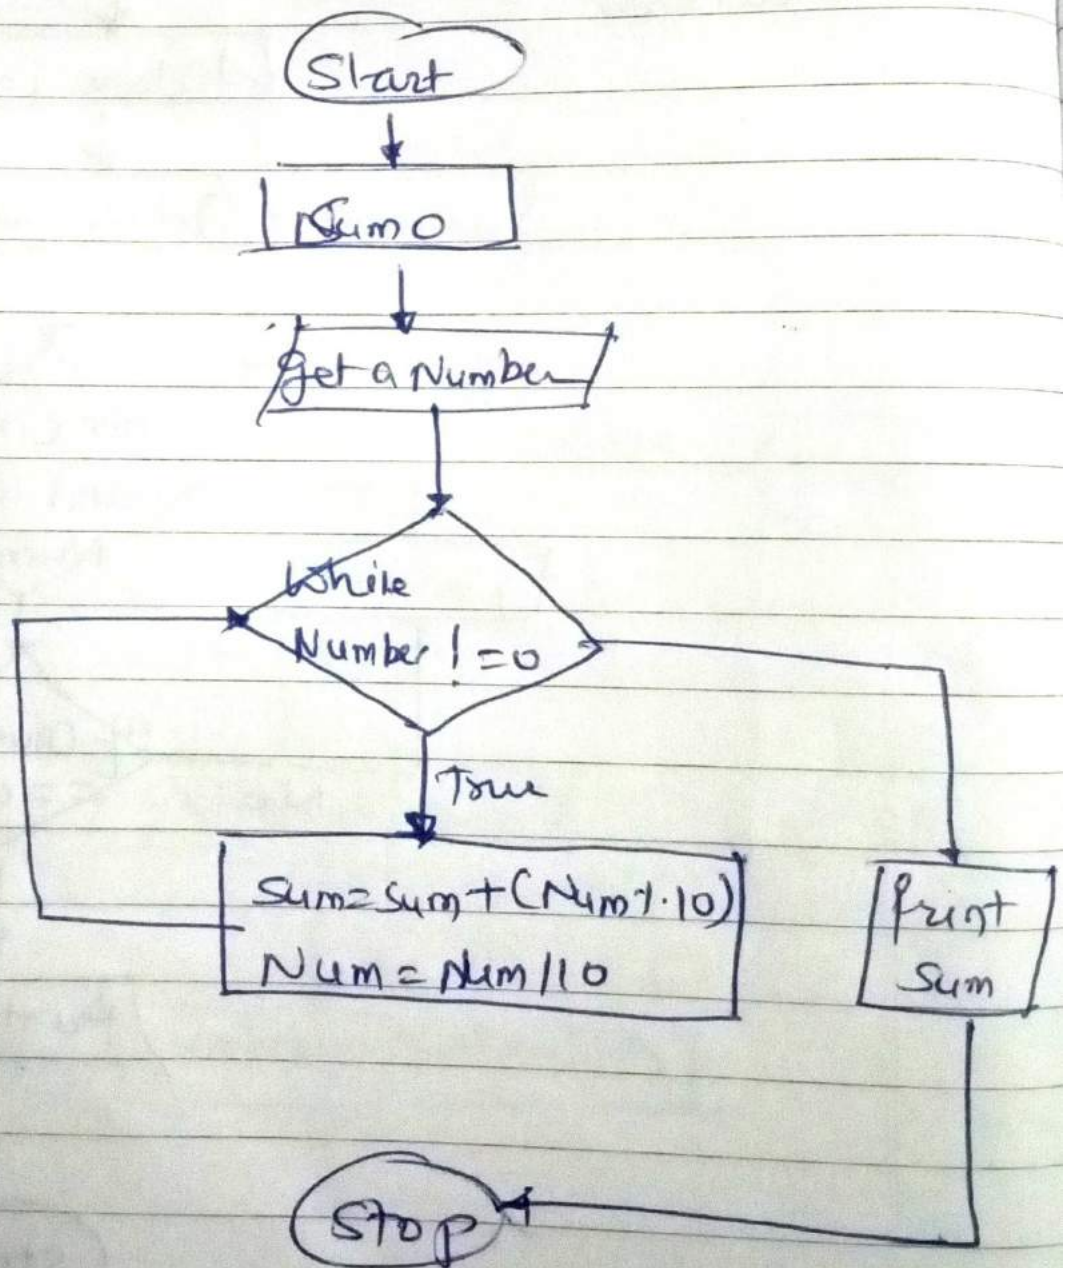 Start
Sum 0
Get a Number
While
Number != 0
True
Sum = Sum + (Num % 10)
Num = Num / 10
Print
Sum
Stop